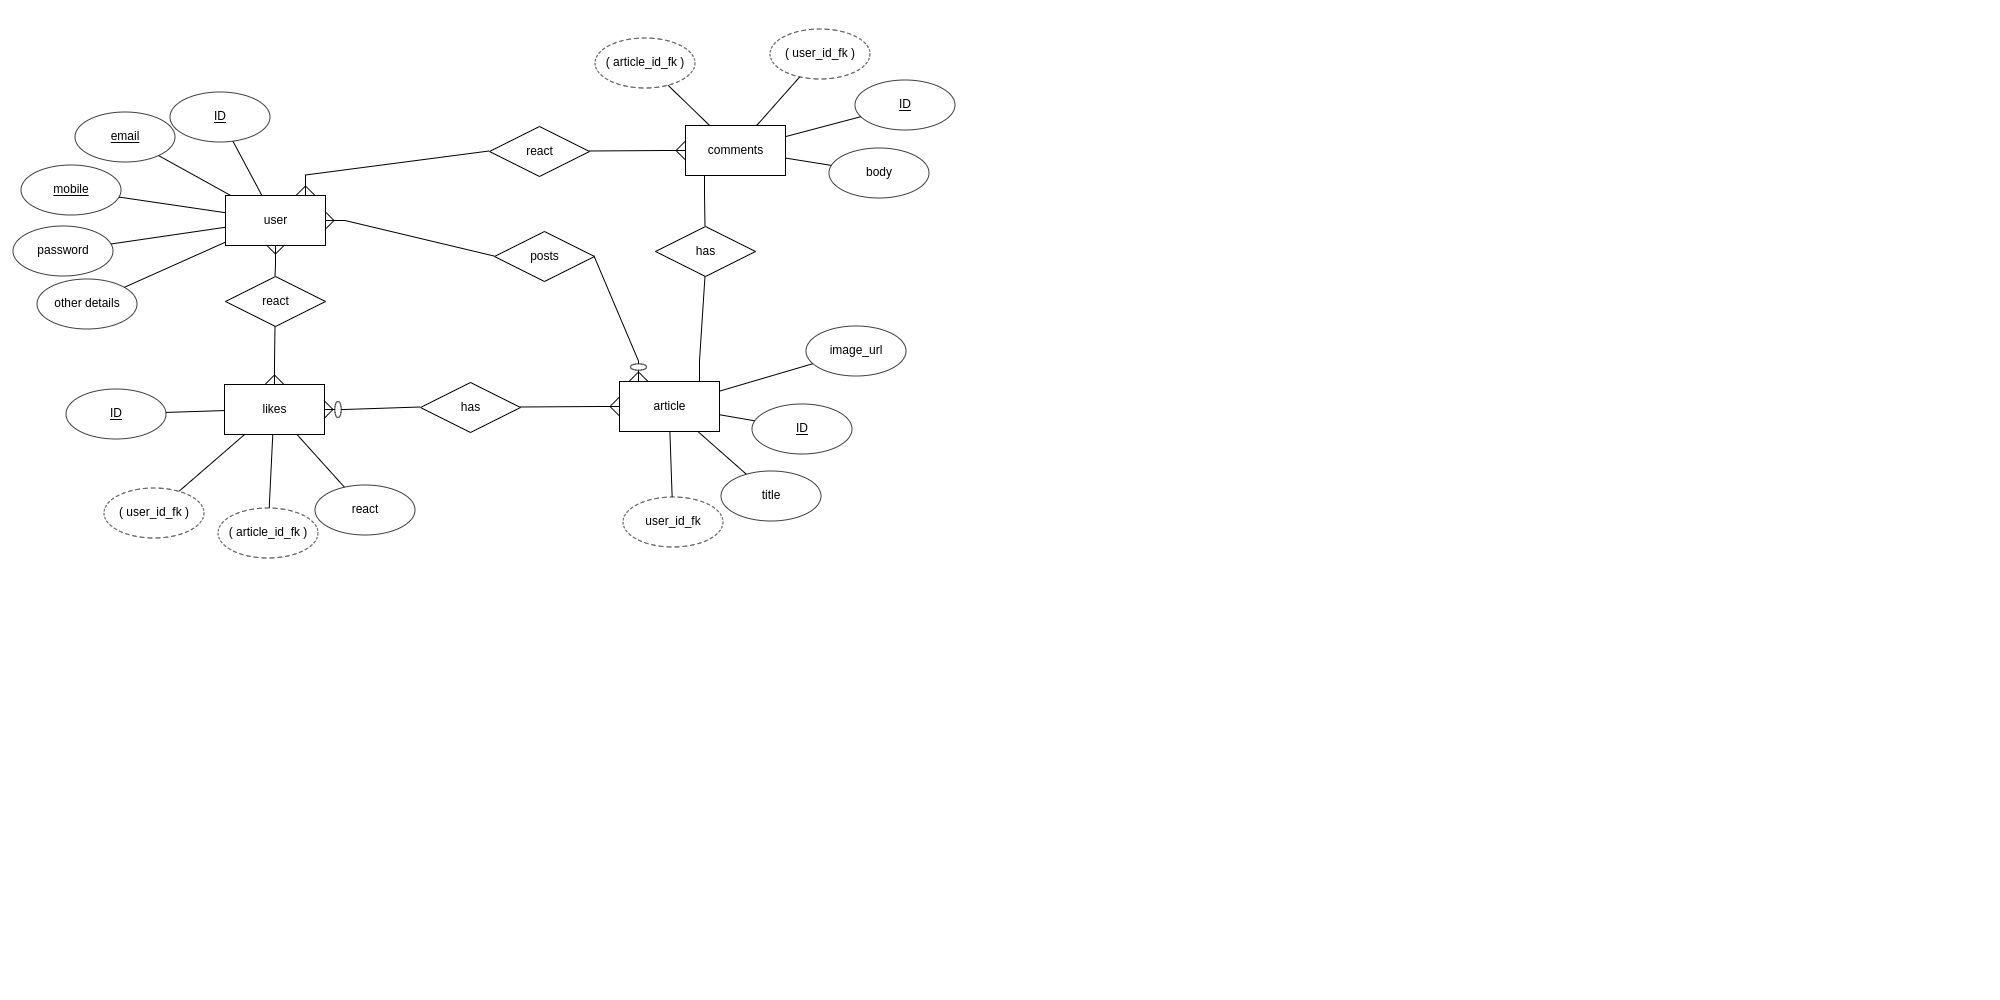 ( user_id_fk )
( article_id_fk )
ID
ID
email
react
comments
body
mobile
user
password
posts
has
react
other details
image_url
likes
has
article
ID
ID
title
react
( user_id_fk )
user_id_fk
( article_id_fk )